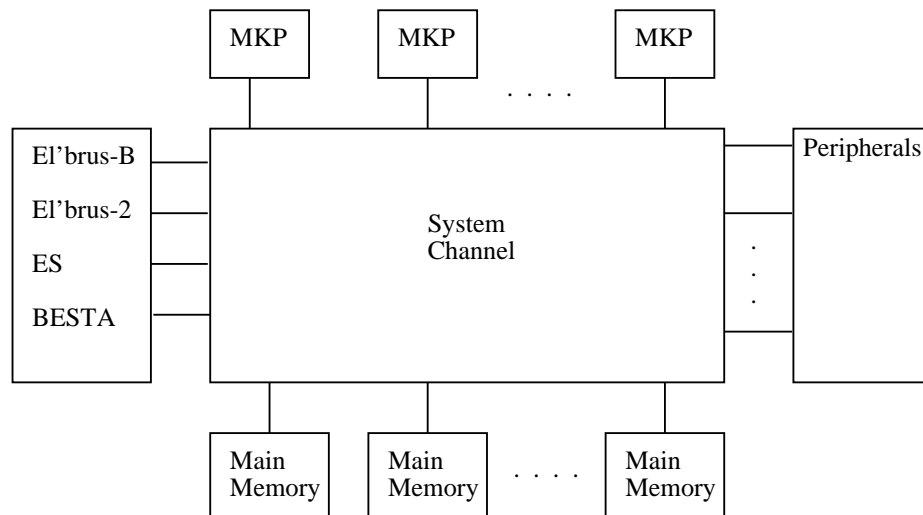 MKP
MKP
MKP
. . . .
El'brus-B
El'brus-2
ES
BESTA
System
Channel
Peripherals
.
.
.
Main
Memory
Main
Memory
. . . .
Main
Memory